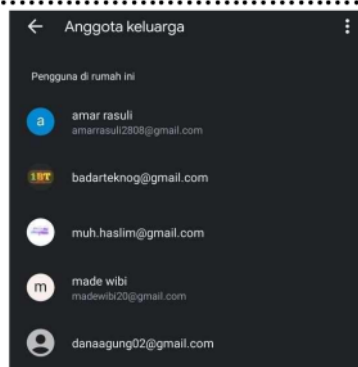 Anggota keluarga
Pengguna di rumah ini
a
amar rasuli
amarrasuli2808@gmail.com
1BT
badarteknog@gmail.com
muh.haslim@gmail.com
m
made wibi
madewibi20@gmail.com
danaagung02@gmail.com